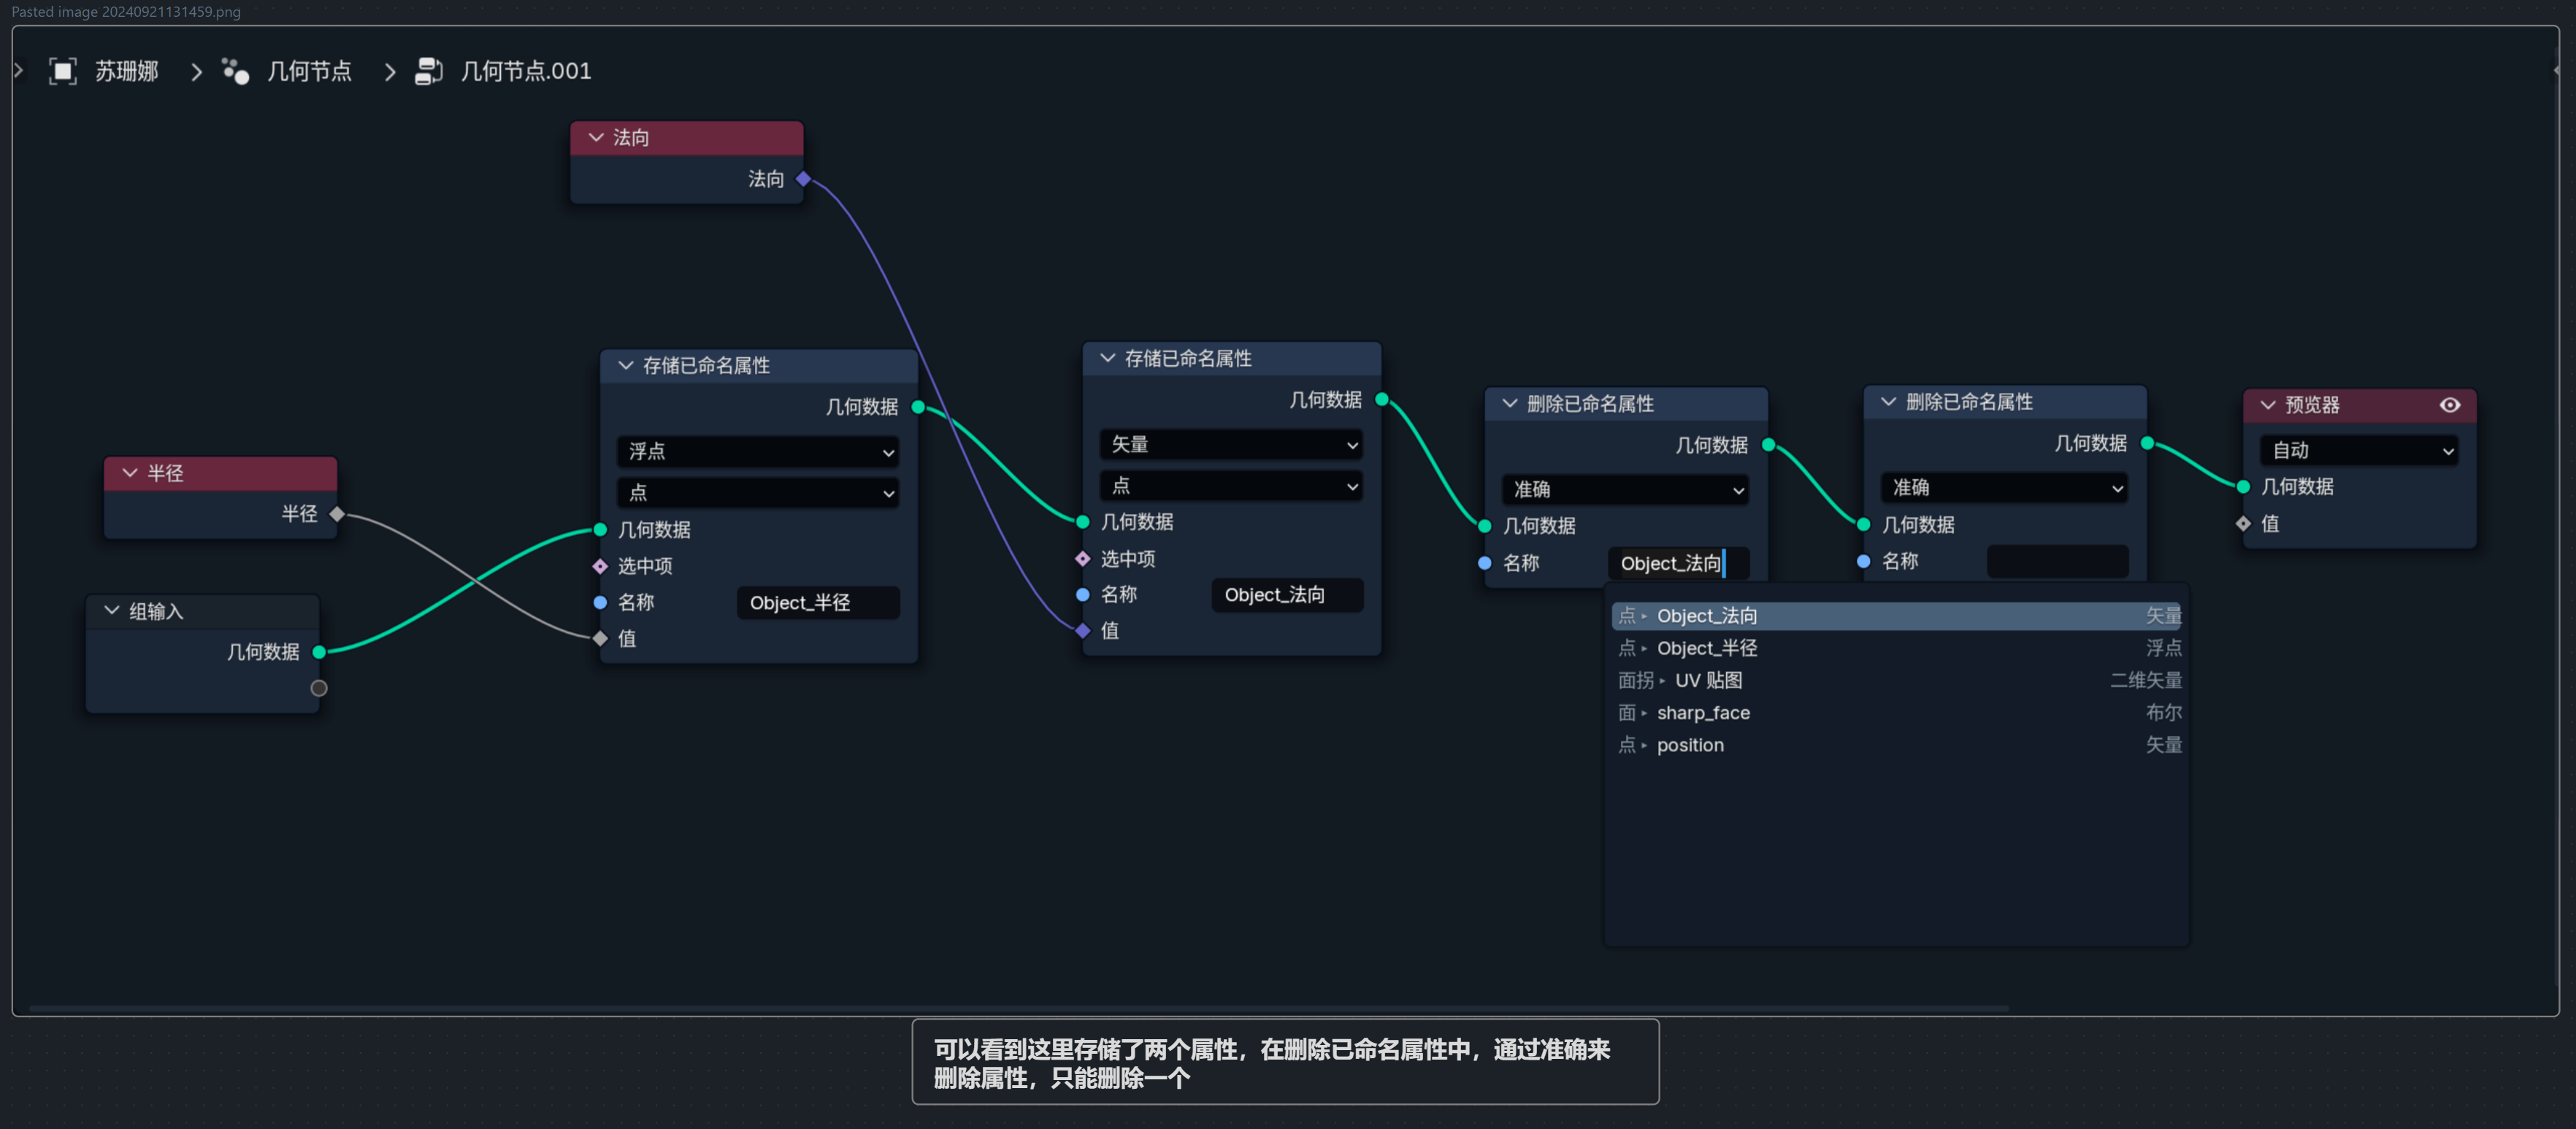 Pasted image 20240921131459.png
苏珊娜
几何节点
几何节点.001
法向
法向
半径
半径
组输入
几何数据
存储已命名属性
几何数据
浮点
点
几何数据
选中项
名称 Object_半径
值
存储已命名属性
几何数据
矢量
点
几何数据
选中项
名称 Object_法向
值
删除已命名属性
几何数据
准确
几何数据
名称 Object_法向
删除已命名属性
几何数据
准确
几何数据
名称
预览器
自动
几何数据
值
点 Object_法向 矢量
点 Object_半径 浮点
面拐 UV 贴图 二维矢量
面 sharp_face 布尔
点 position 矢量
可以看到这里存储了两个属性，在删除已命名属性中，通过准确来
删除属性，只能删除一个